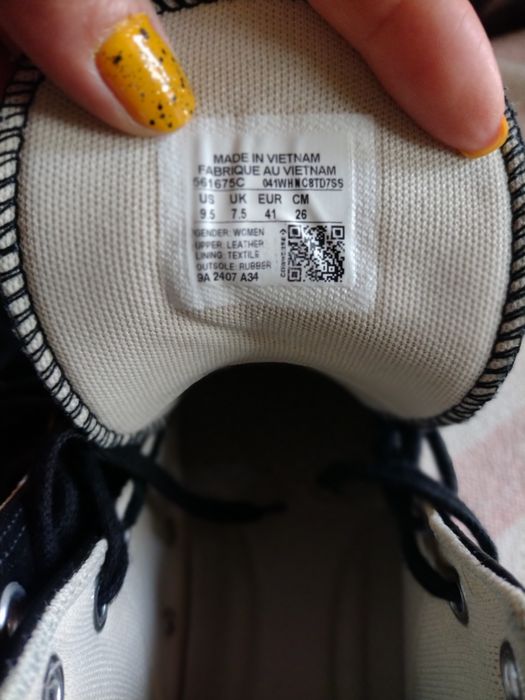 MADE IN VIETNAM
FABRIQUE AU VIETNAM
561675C 041WHNC8TD7SS
US UK EUR CM
9.5 7.5 41 26
GENDER: WOMEN
UPPER: LEATHER
LINING: TEXTILE
OUTSOLE: RUBBER
9A 2407 A34